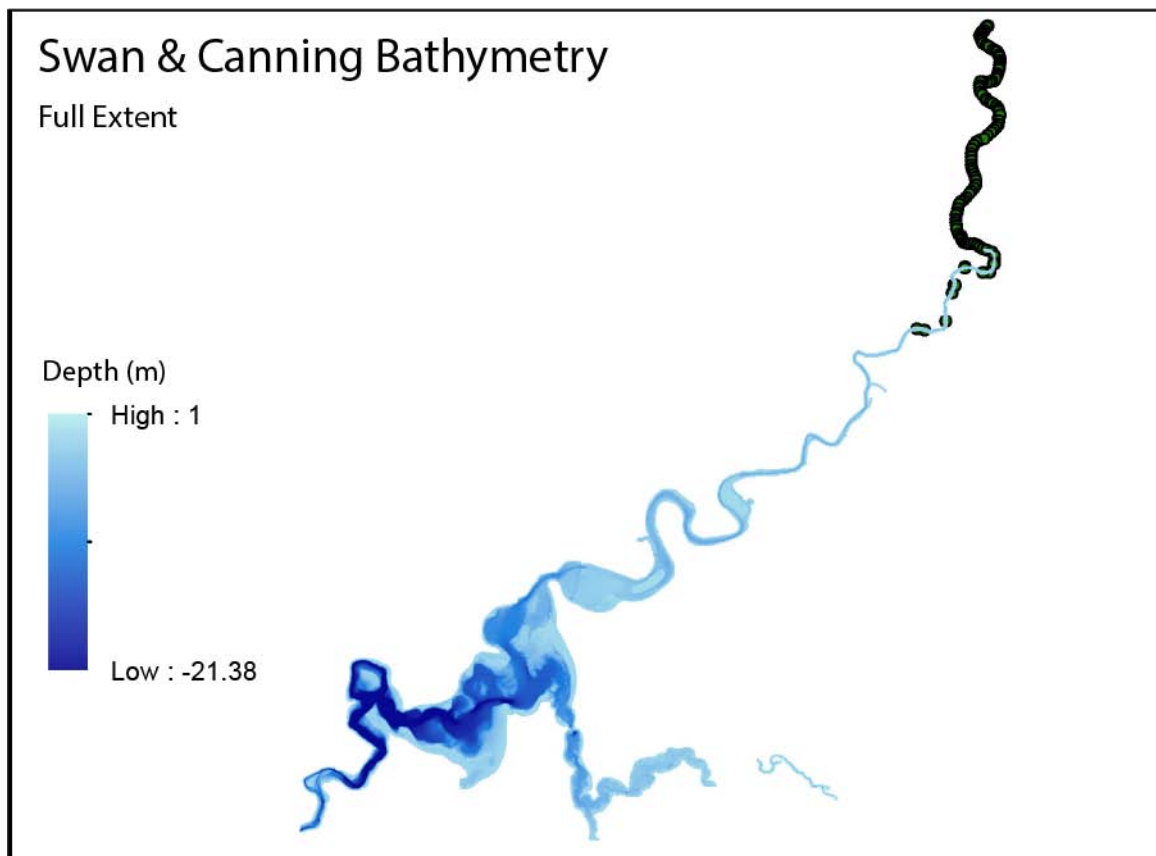 Swan & Canning Bathymetry
Full Extent
Depth (m)
High : 1
Low : -21.38